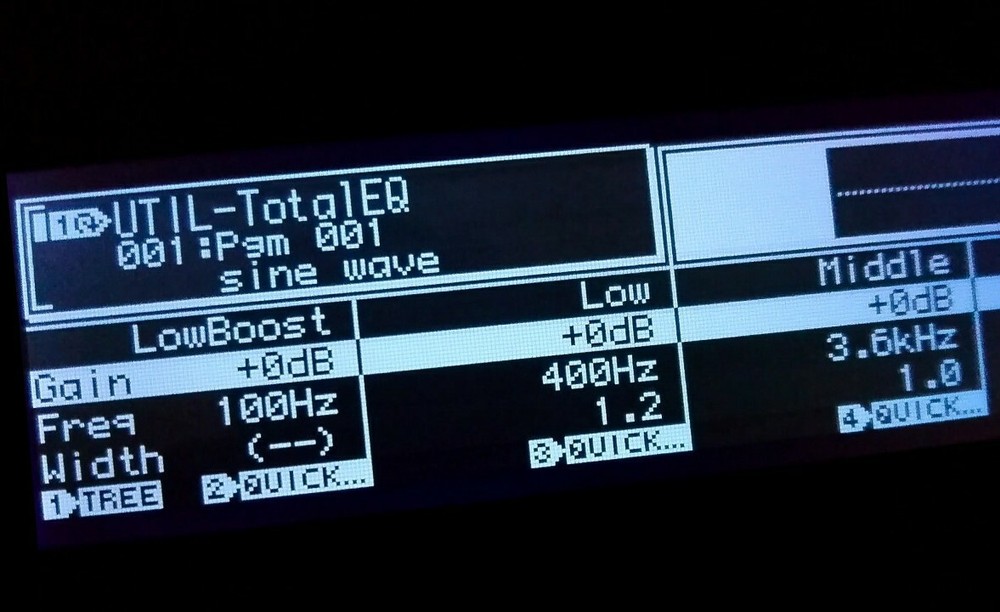 1Q UTIL-TotalEQ
001:Pgm 001
sine wave
LowBoost Low Middle
Gain +0dB +0dB +0dB
Freq 100Hz 400Hz 3.6kHz
Width (--) 1.2 1.0
1 TREE 2 QUICK... 3 QUICK... 4 QUICK...